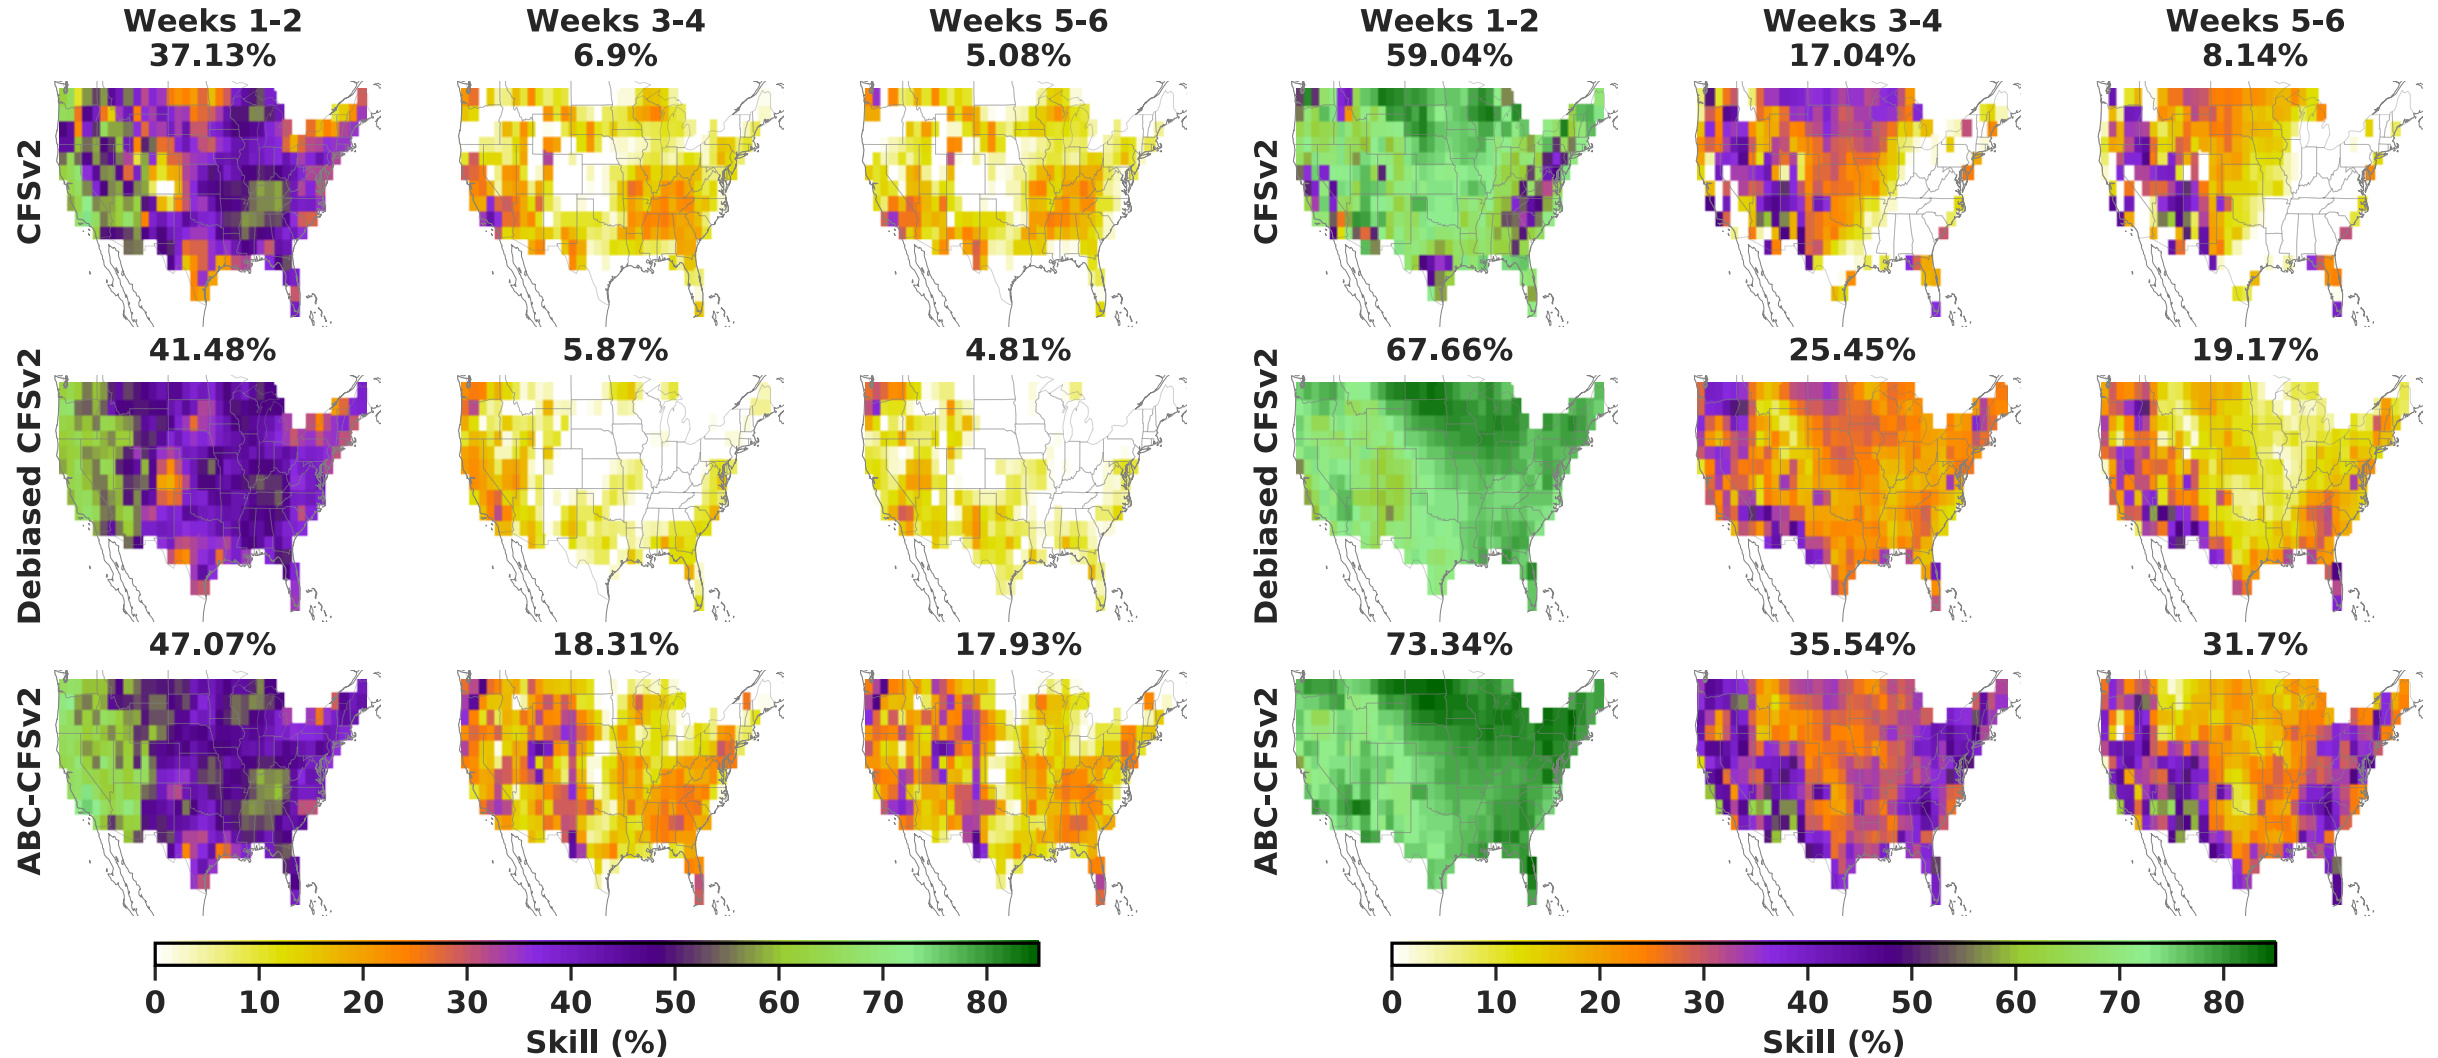 Weeks 1-2 Weeks 3-4 Weeks 5-6 Weeks 1-2 Weeks 3-4 Weeks 5-6
37.13% 6.9% 5.08% 59.04% 17.04% 8.14%
CFSv2 CFSv2
41.48% 5.87% 4.81% 67.66% 25.45% 19.17%
Debiased CFSv2 Debiased CFSv2
47.07% 18.31% 17.93% 73.34% 35.54% 31.7%
ABC-CFSv2 ABC-CFSv2
0 10 20 30 40 50 60 70 80 0 10 20 30 40 50 60 70 80
Skill (%) Skill (%)